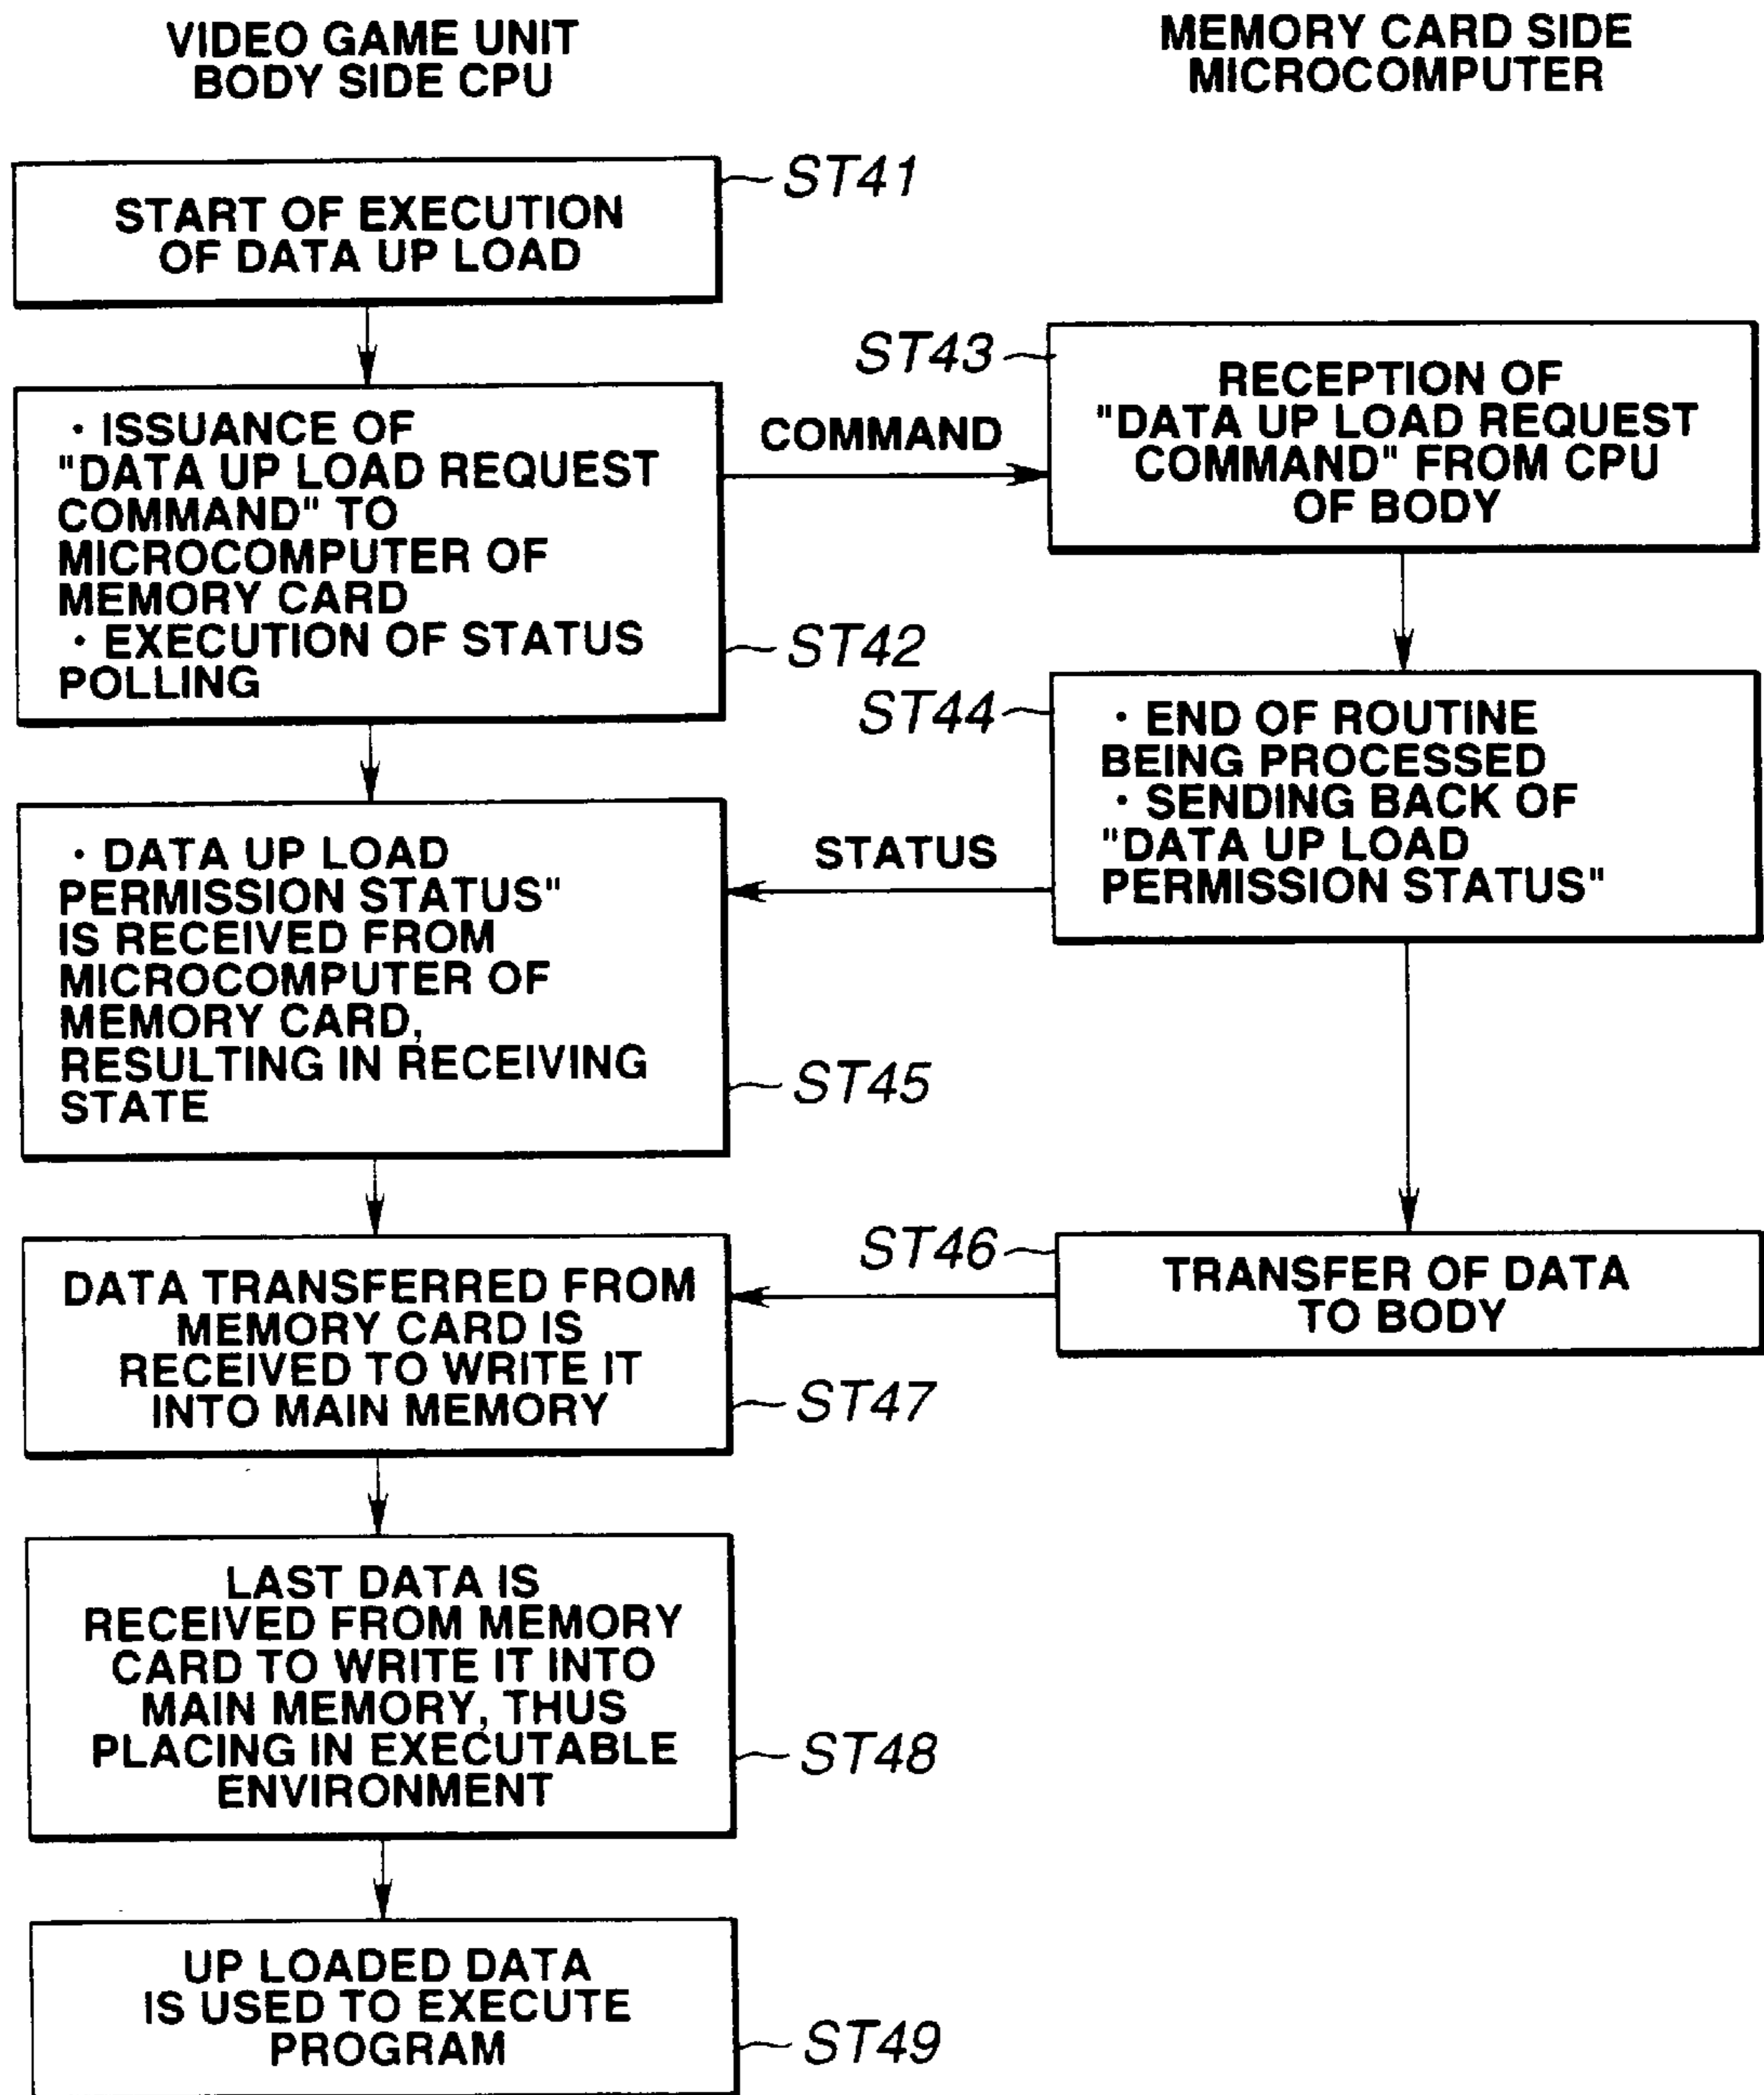 VIDEO GAME UNIT
BODY SIDE CPU
MEMORY CARD SIDE
MICROCOMPUTER
ST41
START OF EXECUTION
OF DATA UP LOAD
ST43
RECEPTION OF
"DATA UP LOAD REQUEST
COMMAND" FROM CPU
OF BODY
· ISSUANCE OF
"DATA UP LOAD REQUEST
COMMAND" TO
MICROCOMPUTER OF
MEMORY CARD
· EXECUTION OF STATUS
POLLING
COMMAND
ST42
ST44
· END OF ROUTINE
BEING PROCESSED
· SENDING BACK OF
"DATA UP LOAD
PERMISSION STATUS"
STATUS
· DATA UP LOAD
PERMISSION STATUS"
IS RECEIVED FROM
MICROCOMPUTER OF
MEMORY CARD,
RESULTING IN RECEIVING
STATE
ST45
ST46
TRANSFER OF DATA
TO BODY
DATA TRANSFERRED FROM
MEMORY CARD IS
RECEIVED TO WRITE IT
INTO MAIN MEMORY
ST47
LAST DATA IS
RECEIVED FROM MEMORY
CARD TO WRITE IT INTO
MAIN MEMORY, THUS
PLACING IN EXECUTABLE
ENVIRONMENT
ST48
UP LOADED DATA
IS USED TO EXECUTE
PROGRAM
ST49